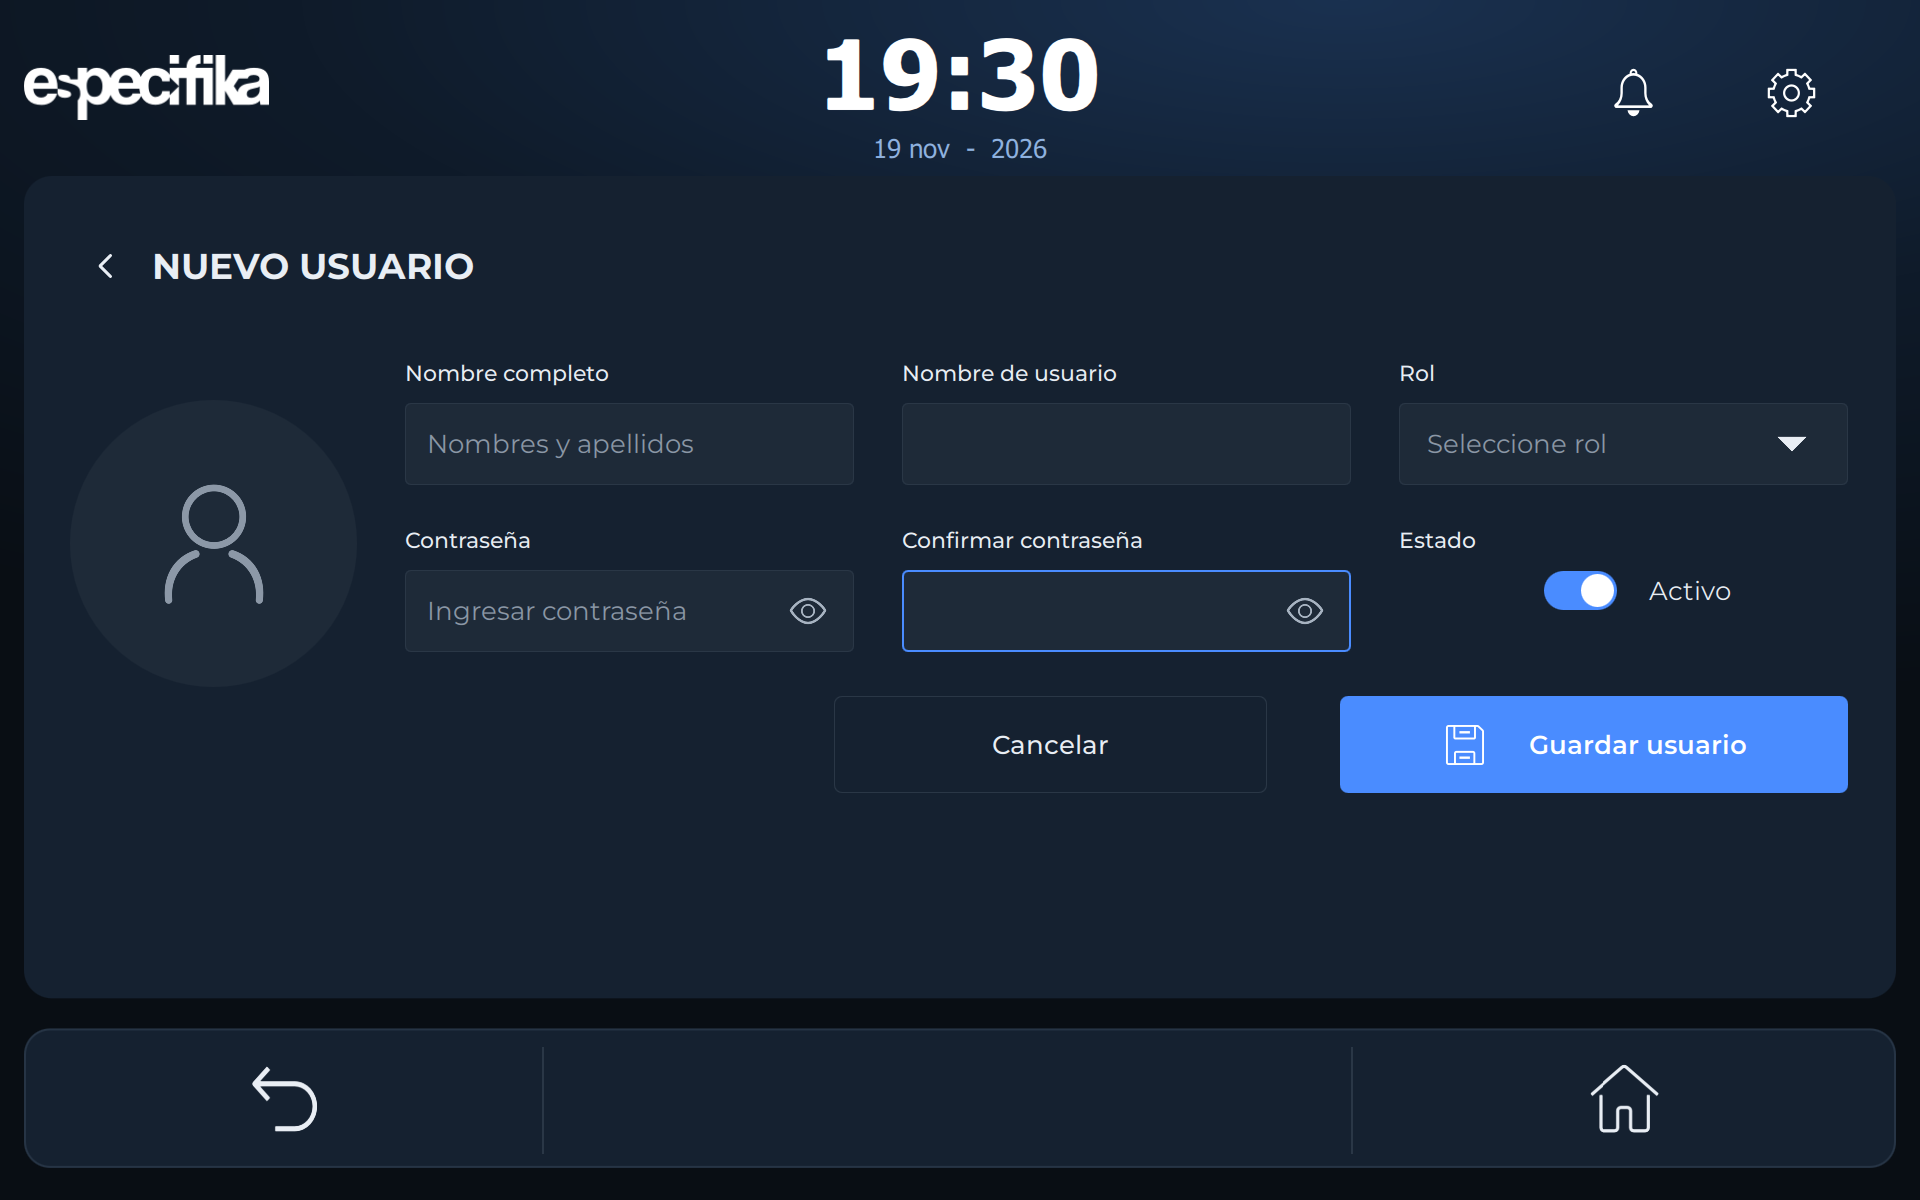 especifika
19:30
19 nov - 2026
NUEVO USUARIO
Nombre completo
Nombre de usuario
Rol
Nombres y apellidos
Seleccione rol
Contraseña
Confirmar contraseña
Estado
Ingresar contraseña
Activo
Cancelar
Guardar usuario